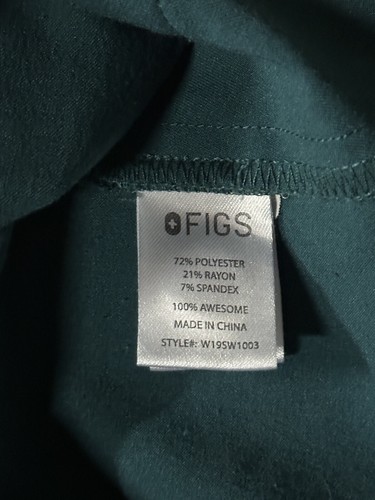 FIGS
72% POLYESTER
21% RAYON
7% SPANDEX
100% AWESOME
MADE IN CHINA
STYLE#: W19SW1003